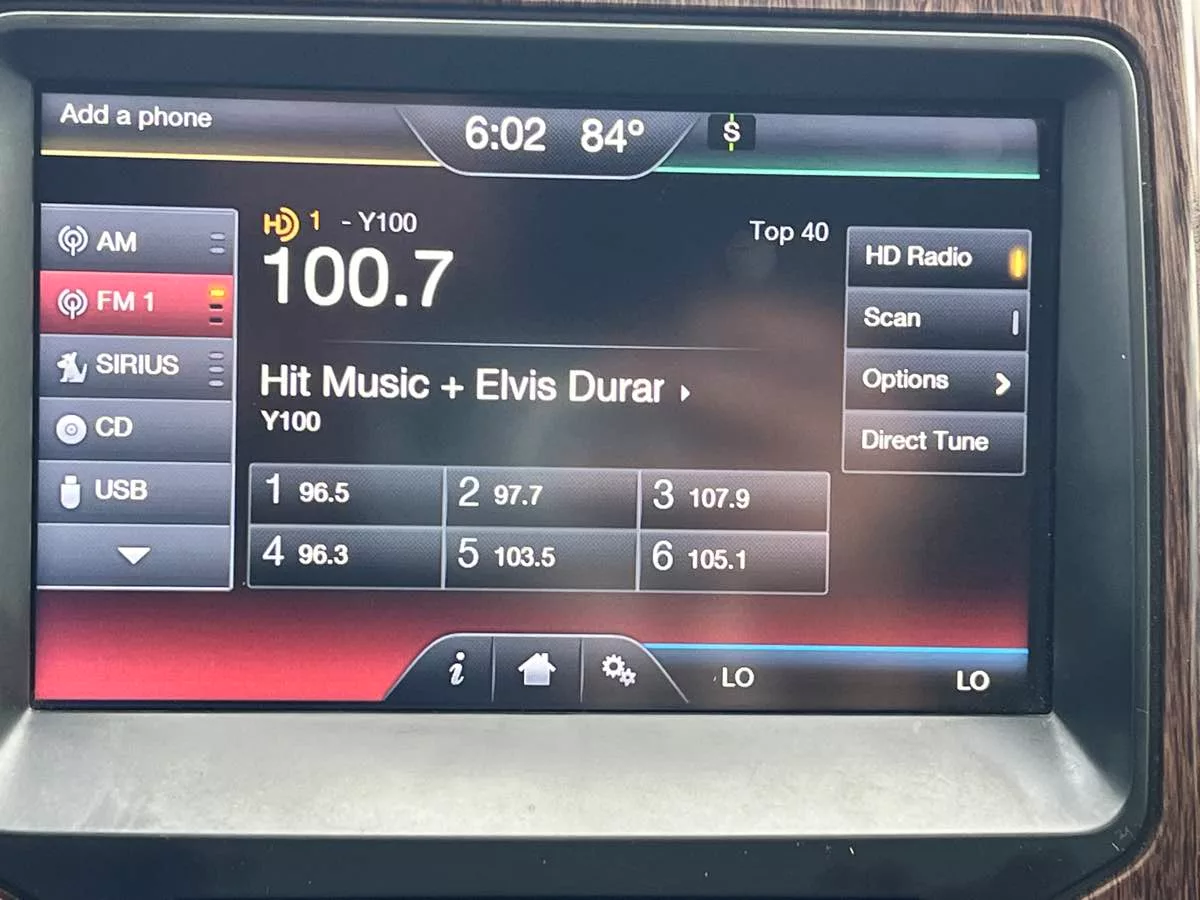 Add a phone
6:02 84° S
AM
FM 1
SIRIUS
CD
USB
HD 1 - Y100
Top 40
100.7
Hit Music + Elvis Durar
Y100
1 96.5 2 97.7 3 107.9
4 96.3 5 103.5 6 105.1
HD Radio
Scan
Options
Direct Tune
i
LO LO